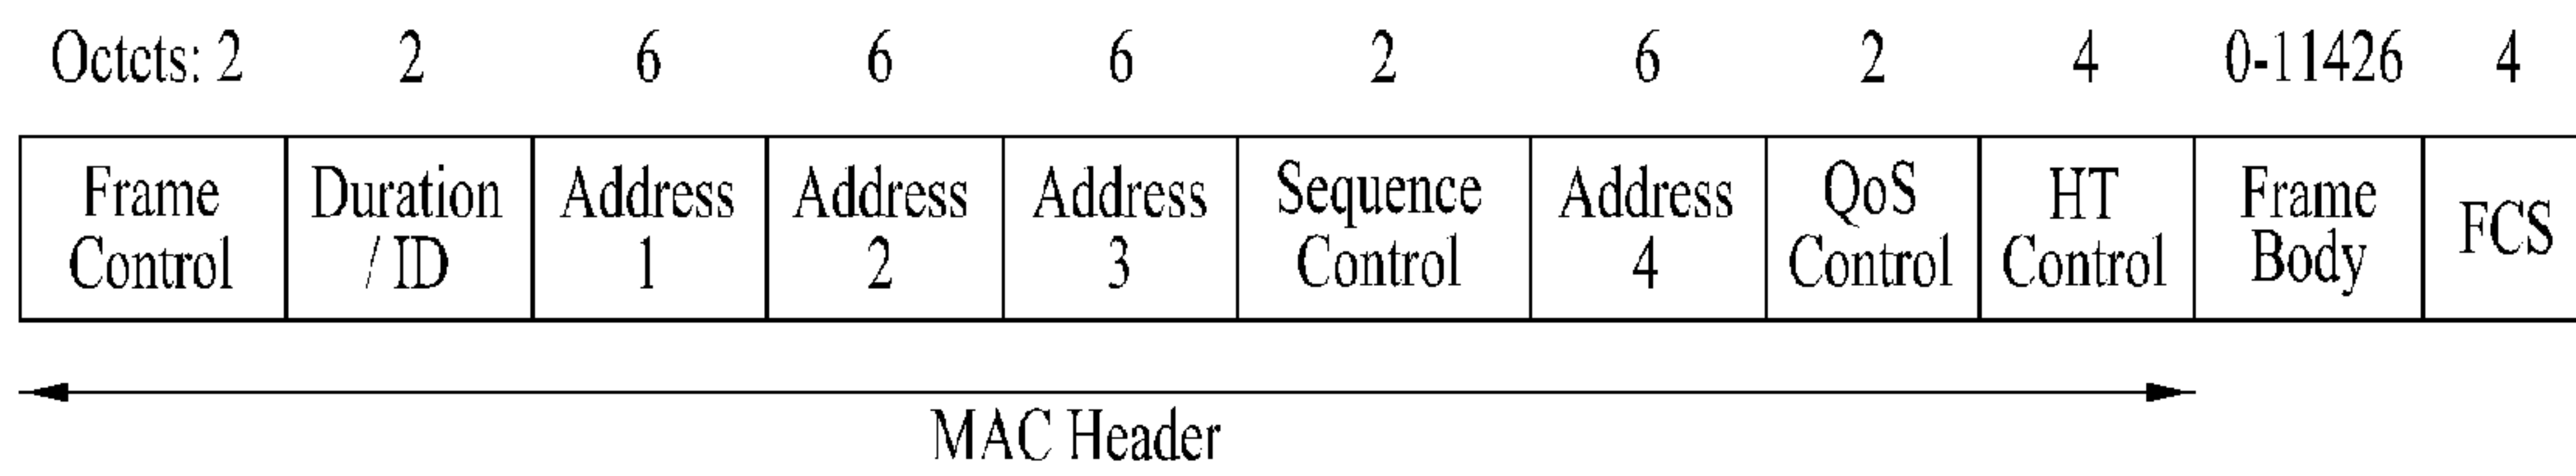 Octets: 2 2 6 6 6 2 6 2 4 0-11426 4
Frame Control
Duration / ID
Address 1
Address 2
Address 3
Sequence Control
Address 4
QoS Control
HT Control
Frame Body
FCS
MAC Header